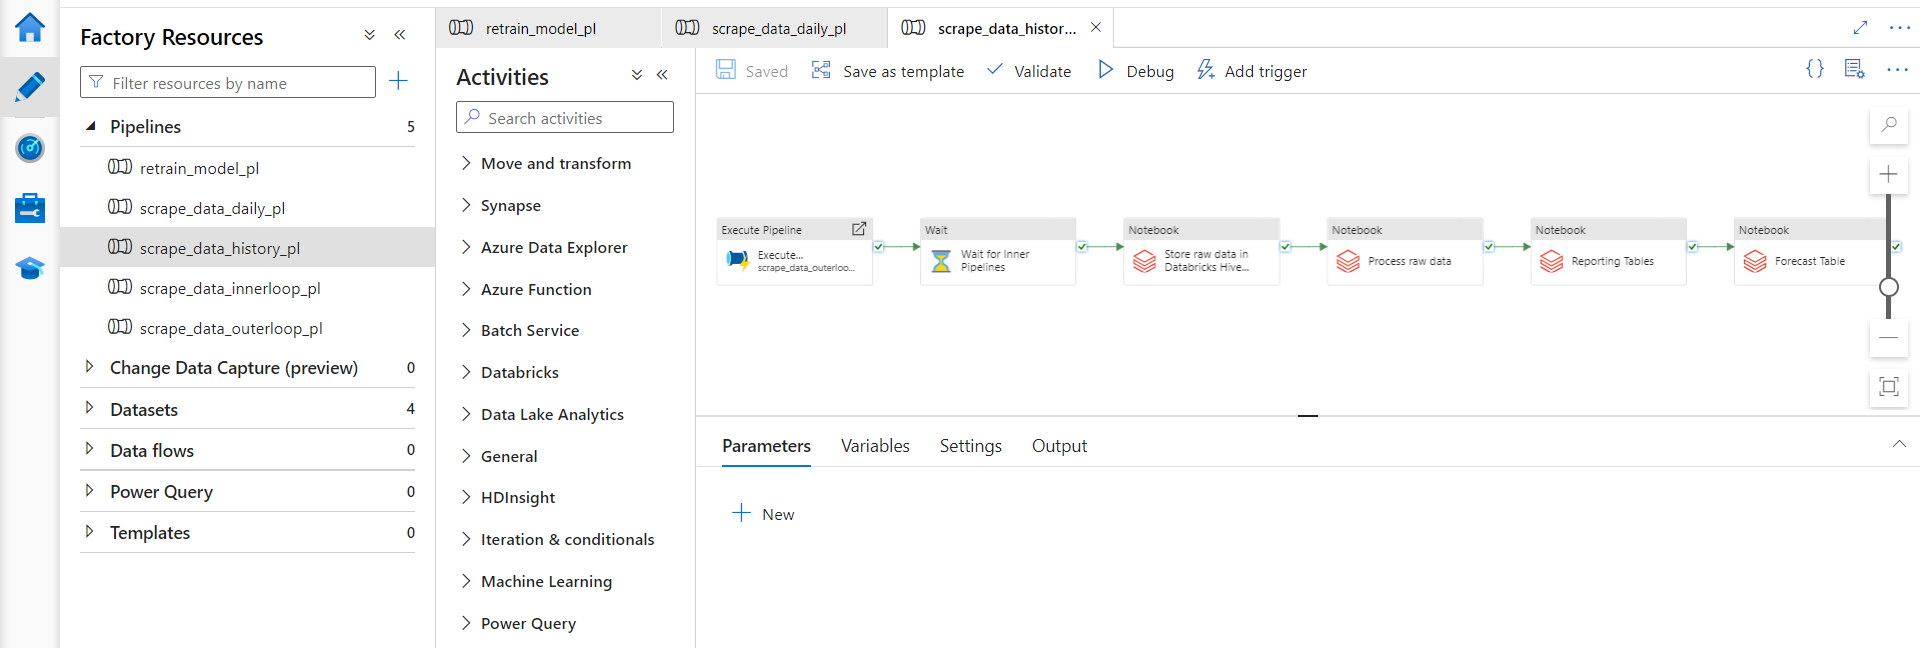 Factory Resources
Filter resources by name
Pipelines 5
retrain_model_pl
scrape_data_daily_pl
scrape_data_history_pl
scrape_data_innerloop_pl
scrape_data_outerloop_pl
Change Data Capture (preview) 0
Datasets 4
Data flows 0
Power Query 0
Templates 0
retrain_model_pl
scrape_data_daily_pl
scrape_data_histor...
Activities
Search activities
Move and transform
Synapse
Azure Data Explorer
Azure Function
Batch Service
Databricks
Data Lake Analytics
General
HDInsight
Iteration & conditionals
Machine Learning
Power Query
Saved
Save as template
Validate
Debug
Add trigger
Execute Pipeline
Execute...
scrape_data_outerloo...
Wait
Wait for Inner
Pipelines
Notebook
Store raw data in
Databricks Hive...
Notebook
Process raw data
Notebook
Reporting Tables
Notebook
Forecast Table
Parameters
Variables
Settings
Output
New